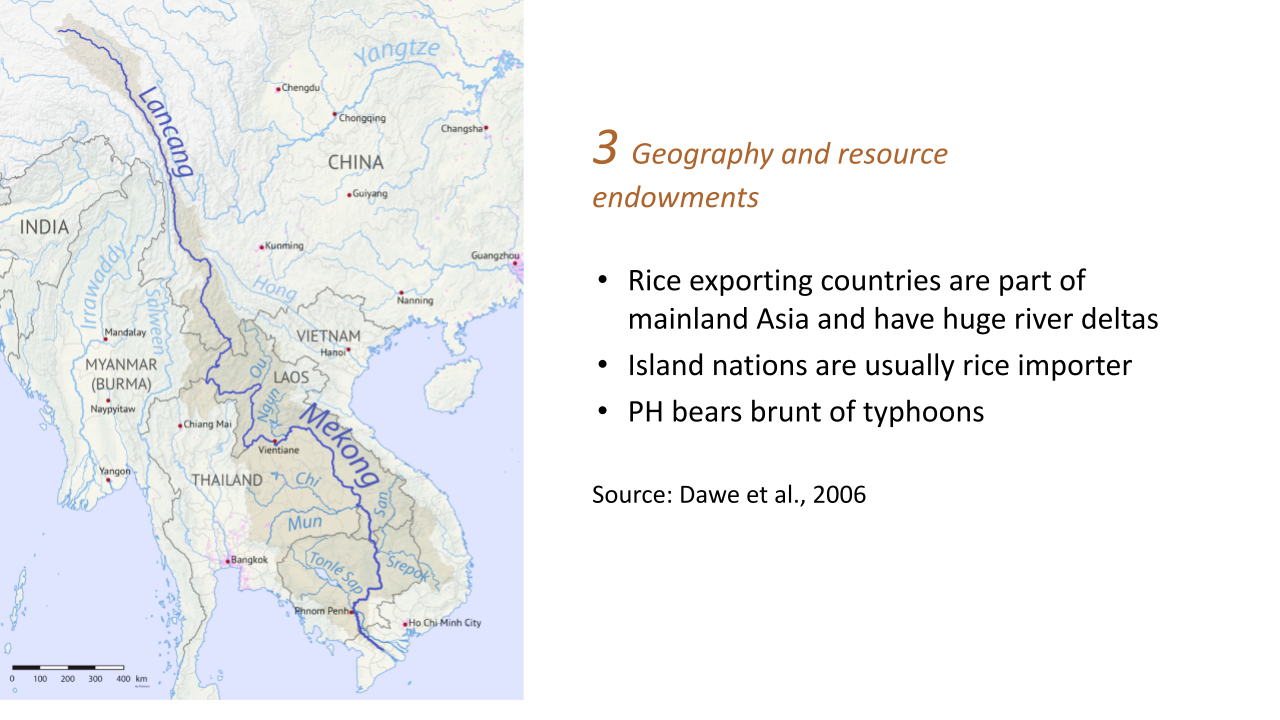 Yangtze
Chengdu
Chongqing
Changsha
Lancang
CHINA
Guiyang
INDIA
Kunming
Guangzhou
Irrawaddy
Salween
Hong
Nanning
Mandalay
VIETNAM
Hanoi
MYANMAR
(BURMA)
Ou
LAOS
Ngum
Naypyitaw
Mekong
Chiang Mai
Vientiane
Yangon
THAILAND
Chi
San
Mun
Bangkok
Tonlé Sap
Srepok
Phnom Penh
Ho Chi Minh City
0 100 200 300 400 km
3 Geography and resource
endowments
• Rice exporting countries are part of
mainland Asia and have huge river deltas
• Island nations are usually rice importer
• PH bears brunt of typhoons
Source: Dawe et al., 2006